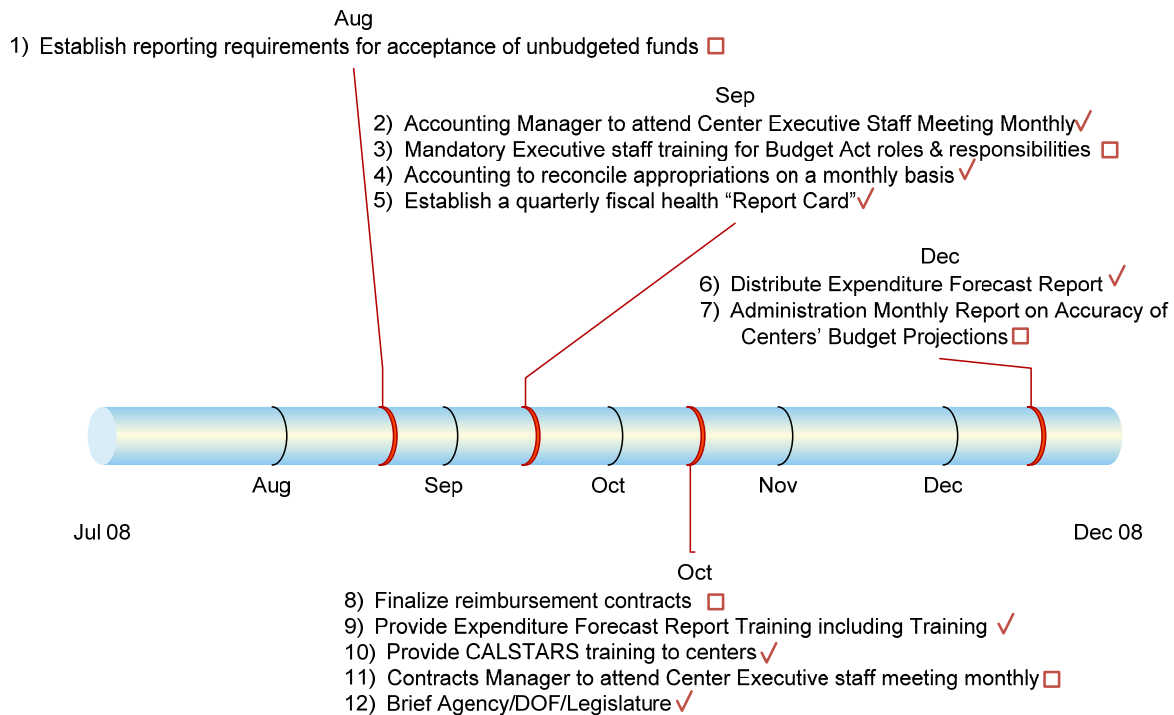 Aug
1) Establish reporting requirements for acceptance of unbudgeted funds
Sep
2) Accounting Manager to attend Center Executive Staff Meeting Monthly
3) Mandatory Executive staff training for Budget Act roles & responsibilities
4) Accounting to reconcile appropriations on a monthly basis
5) Establish a quarterly fiscal health “Report Card”
Dec
6) Distribute Expenditure Forecast Report
7) Administration Monthly Report on Accuracy of
Centers’ Budget Projections
Aug Sep Oct Nov Dec
Jul 08 Dec 08
Oct
8) Finalize reimbursement contracts
9) Provide Expenditure Forecast Report Training including Training
10) Provide CALSTARS training to centers
11) Contracts Manager to attend Center Executive staff meeting monthly
12) Brief Agency/DOF/Legislature